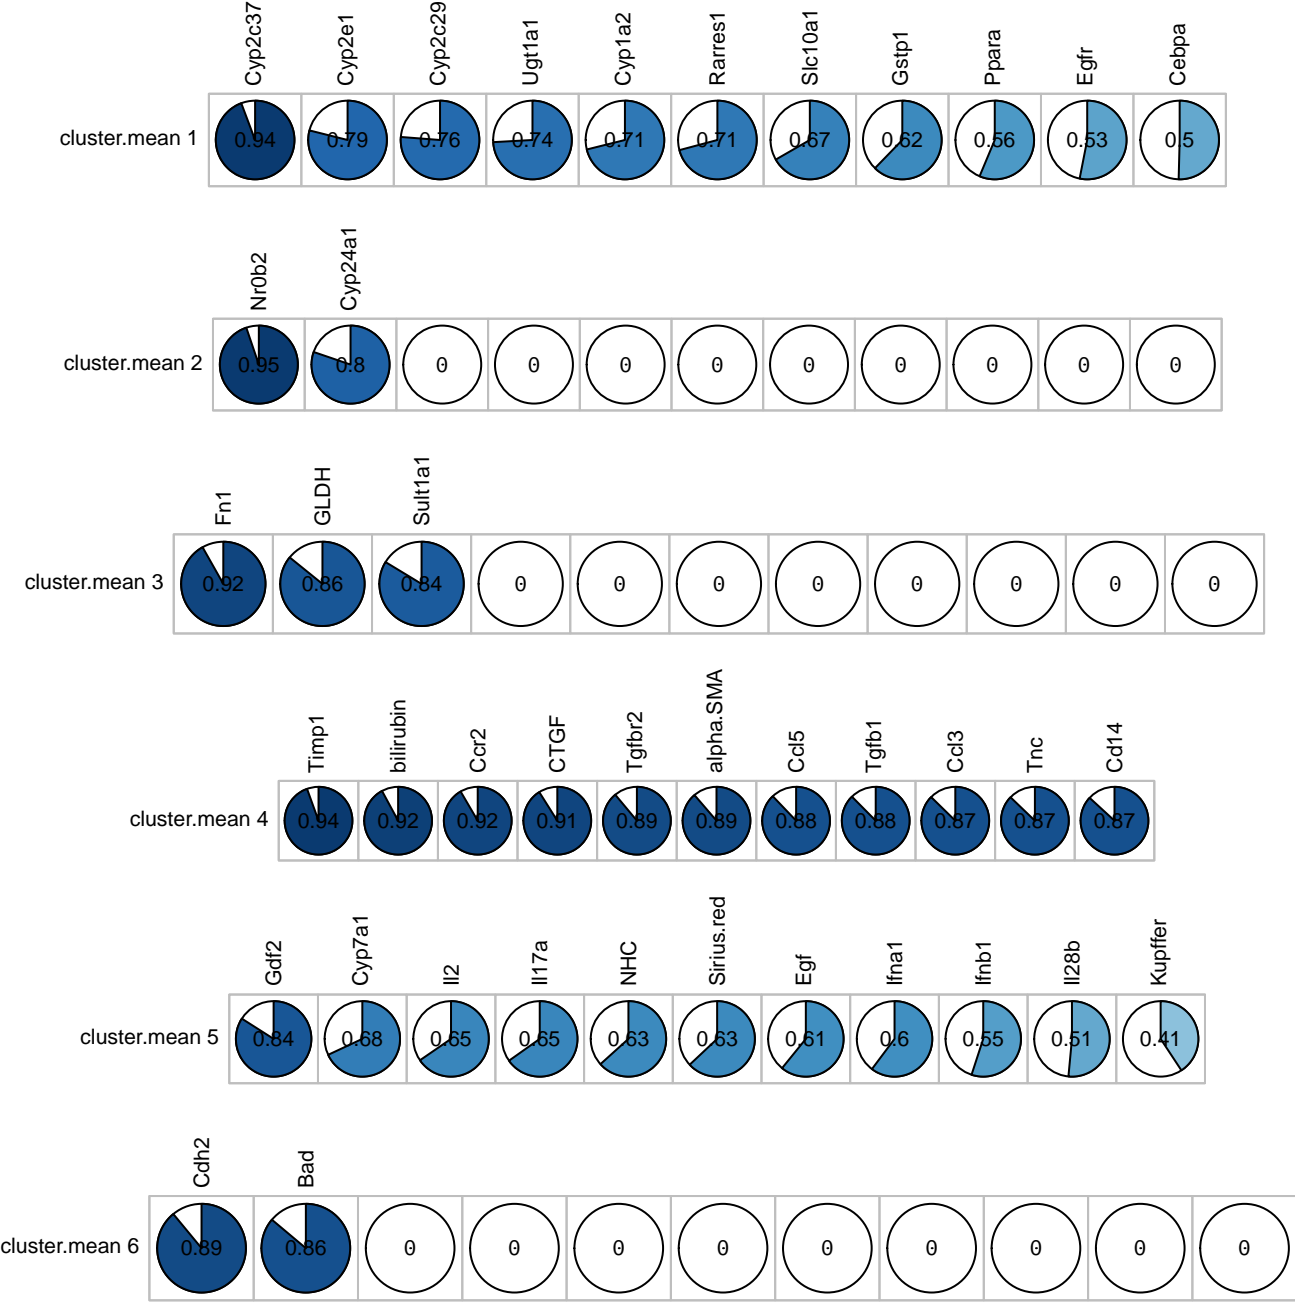 Cyp2c37 Cyp2e1 Cyp2c29 Ugt1a1 Cyp1a2 Rarres1 Slc10a1 Gstp1 Ppara Egfr Cebpa
cluster.mean 1 0.94 0.79 0.76 0.74 0.71 0.71 0.67 0.62 0.56 0.53 0.5
Nr0b2 Cyp24a1
cluster.mean 2 0.95 0.8 0 0 0 0 0 0 0 0 0
Fn1 GLDH Sult1a1
cluster.mean 3 0.92 0.86 0.84 0 0 0 0 0 0 0 0
Timp1 bilirubin Ccr2 CTGF Tgfbr2 alpha.SMA Ccl5 Tgfb1 Ccl3 Tnc Cd14
cluster.mean 4 0.94 0.92 0.92 0.91 0.89 0.89 0.88 0.88 0.87 0.87 0.87
Gdf2 Cyp7a1 Il2 Il17a NHC Sirius.red Egf Ifna1 Ifnb1 Il28b Kupffer
cluster.mean 5 0.84 0.68 0.65 0.65 0.63 0.63 0.61 0.6 0.55 0.51 0.41
Cdh2 Bad
cluster.mean 6 0.89 0.86 0 0 0 0 0 0 0 0 0